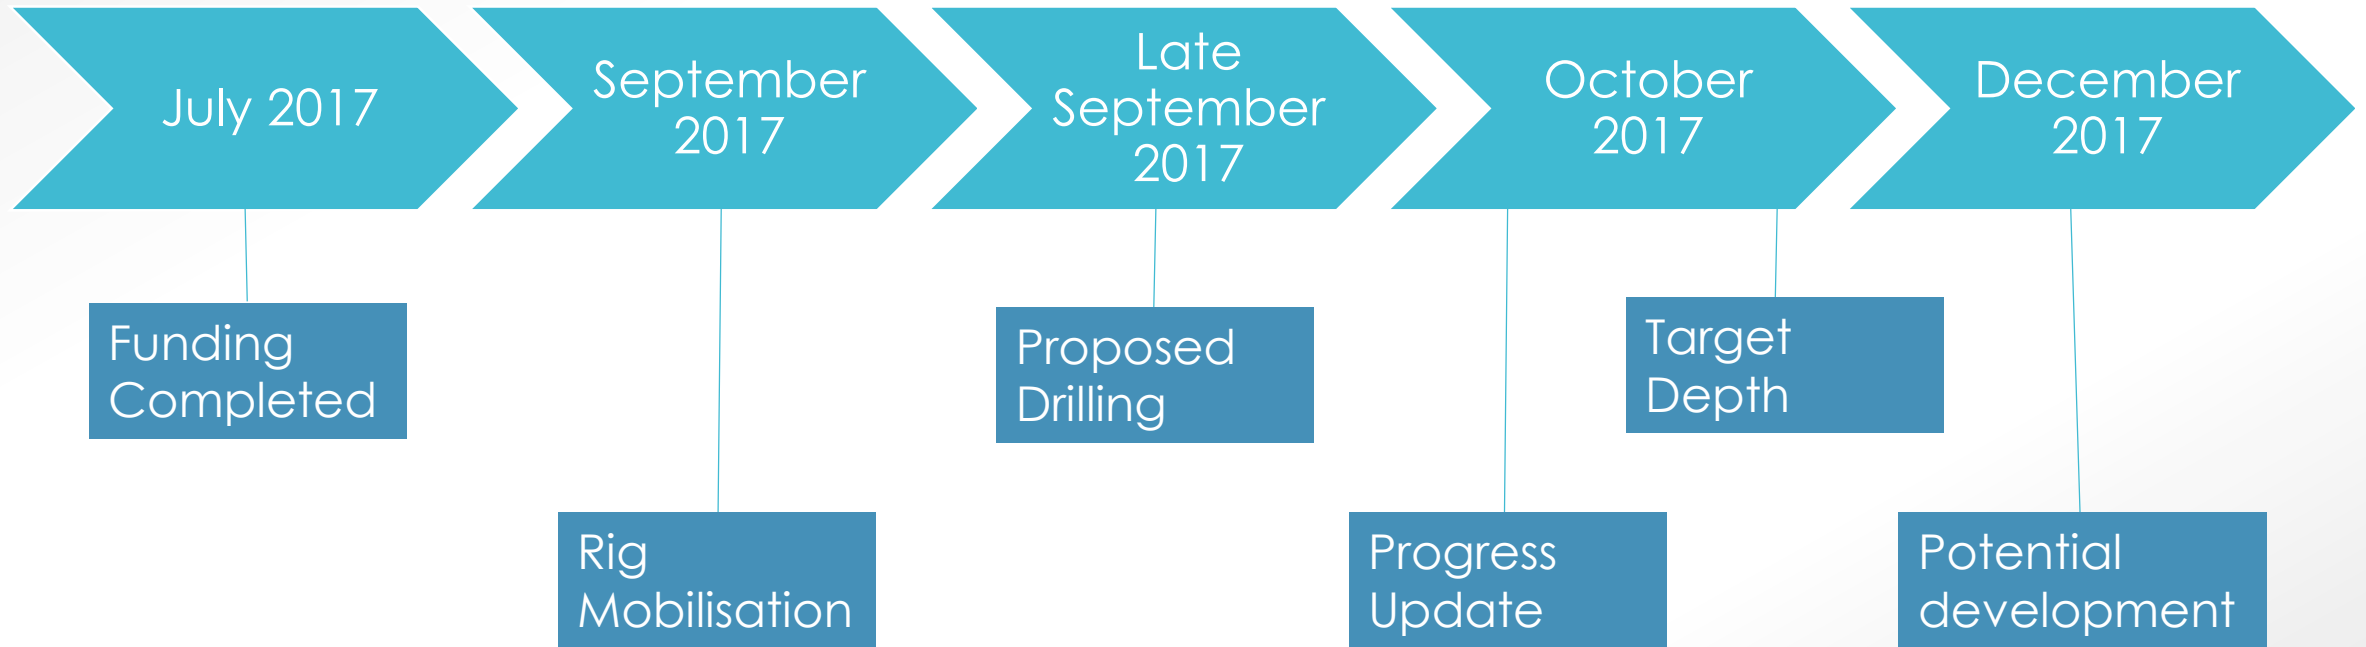 July 2017
September
2017
Late
September
2017
October
2017
December
2017
Funding
Completed
Rig
Mobilisation
Proposed
Drilling
Progress
Update
Target
Depth
Potential
development